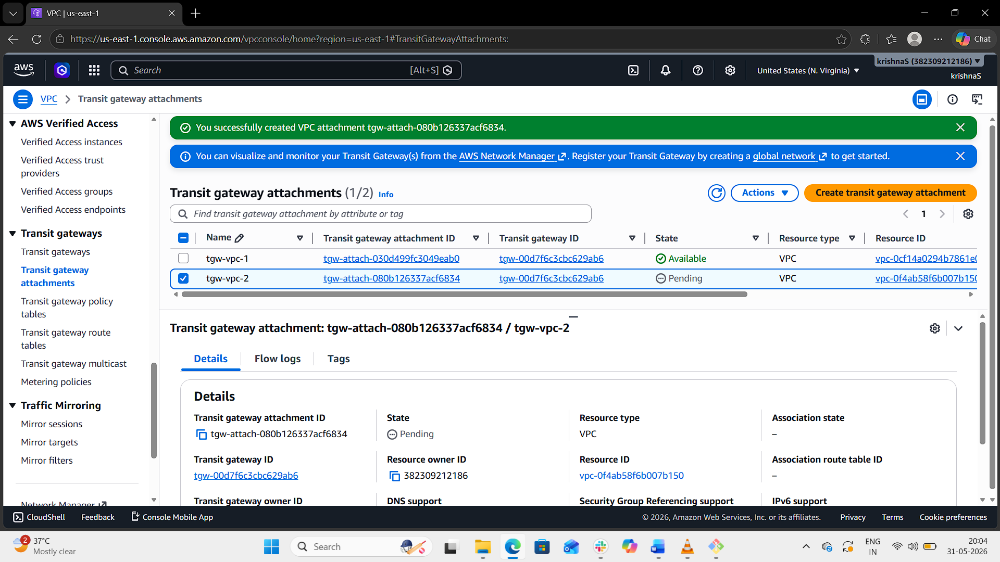 VPC | us-east-1
https://us-east-1.console.aws.amazon.com/vpcconsole/home?region=us-east-1#TransitGatewayAttachments:
Chat
aws
Search
[Alt+S]
United States (N. Virginia)
krishnaS (382309212186)
krishnaS
VPC
Transit gateway attachments
AWS Verified Access
Verified Access instances
Verified Access trust
providers
Verified Access groups
Verified Access endpoints
Transit gateways
Transit gateways
Transit gateway
attachments
Transit gateway policy
tables
Transit gateway route
tables
Transit gateway multicast
Metering policies
Traffic Mirroring
Mirror sessions
Mirror targets
Mirror filters
Network Manager
You successfully created VPC attachment tgw-attach-080b126337acf6834.
You can visualize and monitor your Transit Gateway(s) from the AWS Network Manager. Register your Transit Gateway by creating a global network to get started.
Transit gateway attachments (1/2) Info
Actions
Create transit gateway attachment
Find transit gateway attachment by attribute or tag
1
Name Transit gateway attachment ID Transit gateway ID State Resource type Resource ID
tgw-vpc-1 tgw-attach-030d499fc3049eab0 tgw-00d7f6c3cbc629ab6 Available VPC vpc-0cf14a0294b7861e0
tgw-vpc-2 tgw-attach-080b126337acf6834 tgw-00d7f6c3cbc629ab6 Pending VPC vpc-0f4ab58f6b007b150
Transit gateway attachment: tgw-attach-080b126337acf6834 / tgw-vpc-2
Details Flow logs Tags
Details
Transit gateway attachment ID
tgw-attach-080b126337acf6834
State
Pending
Resource type
VPC
Association state
–
Transit gateway ID
tgw-00d7f6c3cbc629ab6
Resource owner ID
382309212186
Resource ID
vpc-0f4ab58f6b007b150
Association route table ID
–
Transit gateway owner ID
DNS support
Security Group Referencing support
IPv6 support
CloudShell
Feedback
Console Mobile App
© 2026, Amazon Web Services, Inc. or its affiliates.
Privacy
Terms
Cookie preferences
2
37°C
Mostly clear
Search
ENG
IN
20:04
31-05-2026